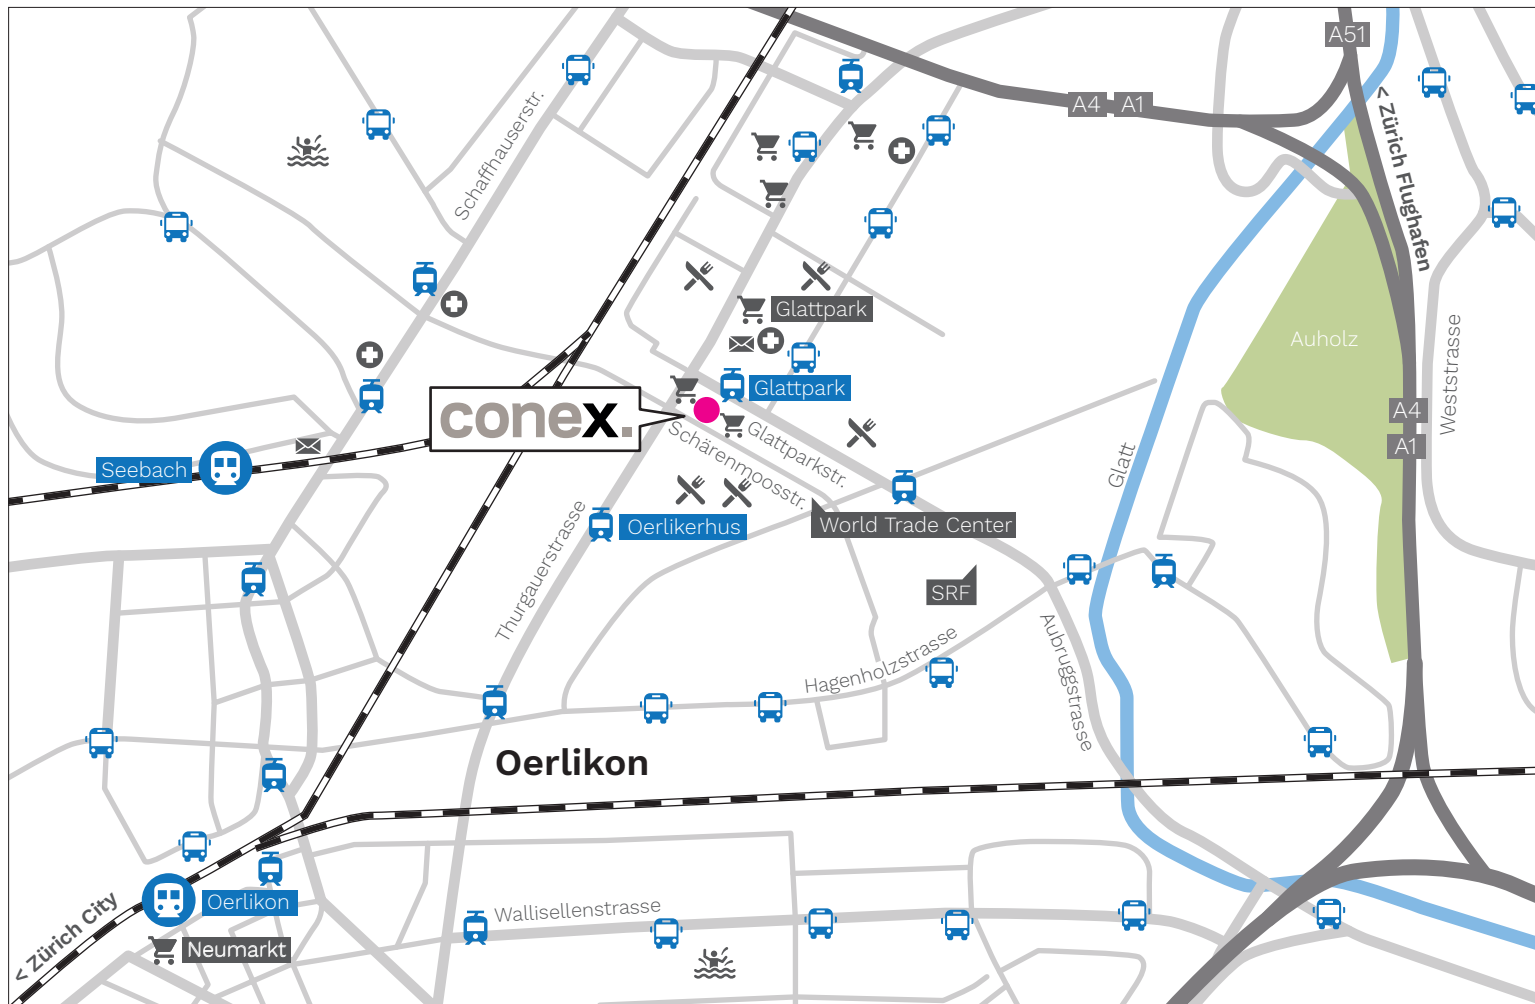 A51
A4 A1
< Zürich Flughafen
Schaffhauserstr.
Glattpark
Auholz
Weststrasse
Glattpark
conex.
A4
A1
Glattparkstr.
Schärenmoosstr.
Seebach
Glatt
Oerlikerhus
World Trade Center
Thurgauerstrasse
SRF
Hagenholzstrasse
Aubruggstrasse
Oerlikon
Oerlikon
Wallisellenstrasse
< Zürich City
Neumarkt